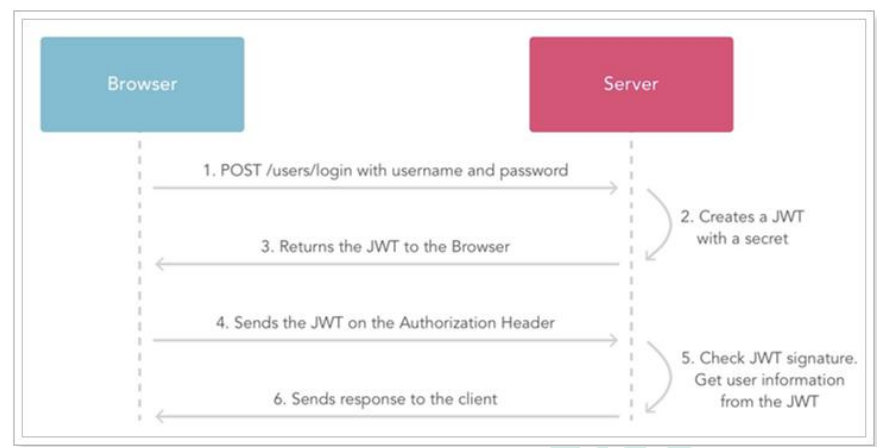 Browser
Server
1. POST /users/login with username and password
2. Creates a JWT
with a secret
3. Returns the JWT to the Browser
4. Sends the JWT on the Authorization Header
5. Check JWT signature.
Get user information
from the JWT
6. Sends response to the client